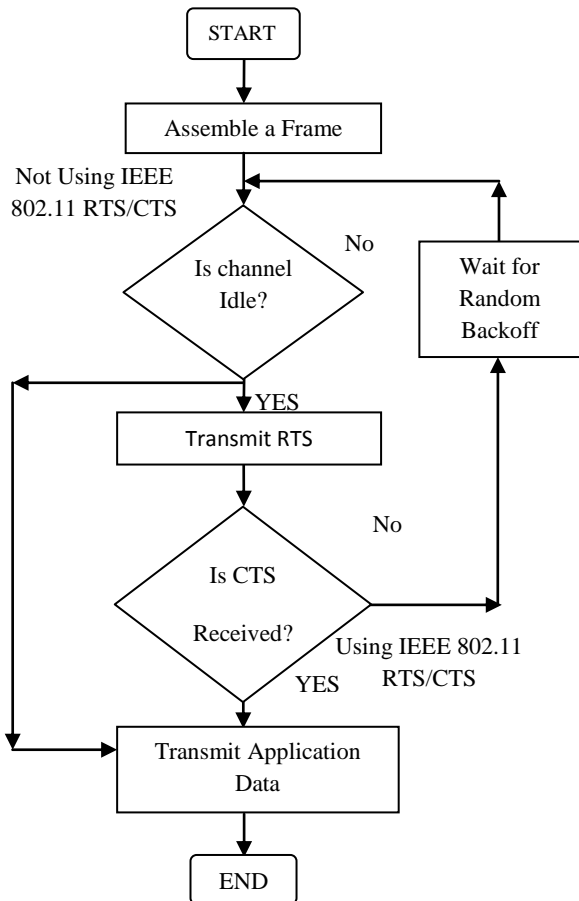 START
Assemble a Frame
Not Using IEEE
802.11 RTS/CTS
No
Is channel
Idle?
Wait for
Random
Backoff
YES
Transmit RTS
No
Is CTS
Received?
Using IEEE 802.11
RTS/CTS
YES
Transmit Application
Data
END